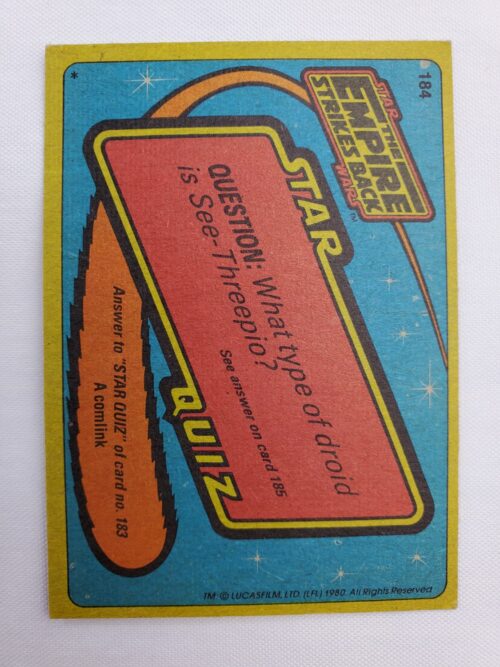 184
STAR
THE
EMPIRE
STRIKES BACK
WARS™
STAR
QUESTION: What type of droid
is See-Threepio?
See answer on card 185
QUIZ
Answer to "STAR QUIZ" of card no. 183
A comlink
TM: © LUCASFILM, LTD. (LFL) 1980. All Rights Reserved
*